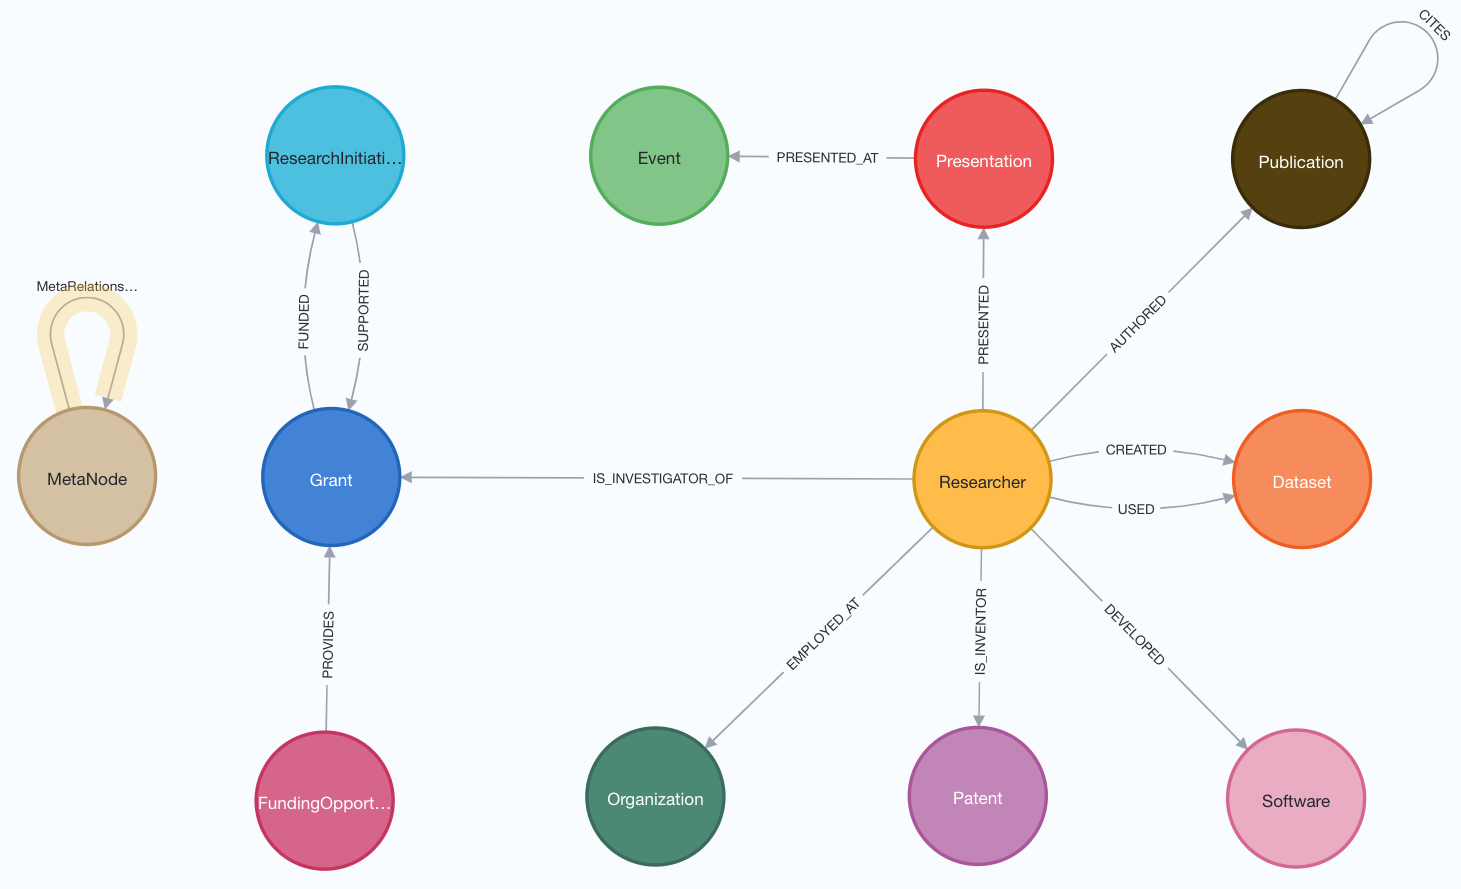 CITES
ResearchInitiati...
Event
PRESENTED_AT
Presentation
Publication
MetaRelations...
FUNDED
SUPPORTED
PRESENTED
AUTHORED
MetaNode
Grant
IS_INVESTIGATOR_OF
Researcher
CREATED
USED
Dataset
PROVIDES
EMPLOYED_AT
IS_INVENTOR
DEVELOPED
FundingOpport...
Organization
Patent
Software